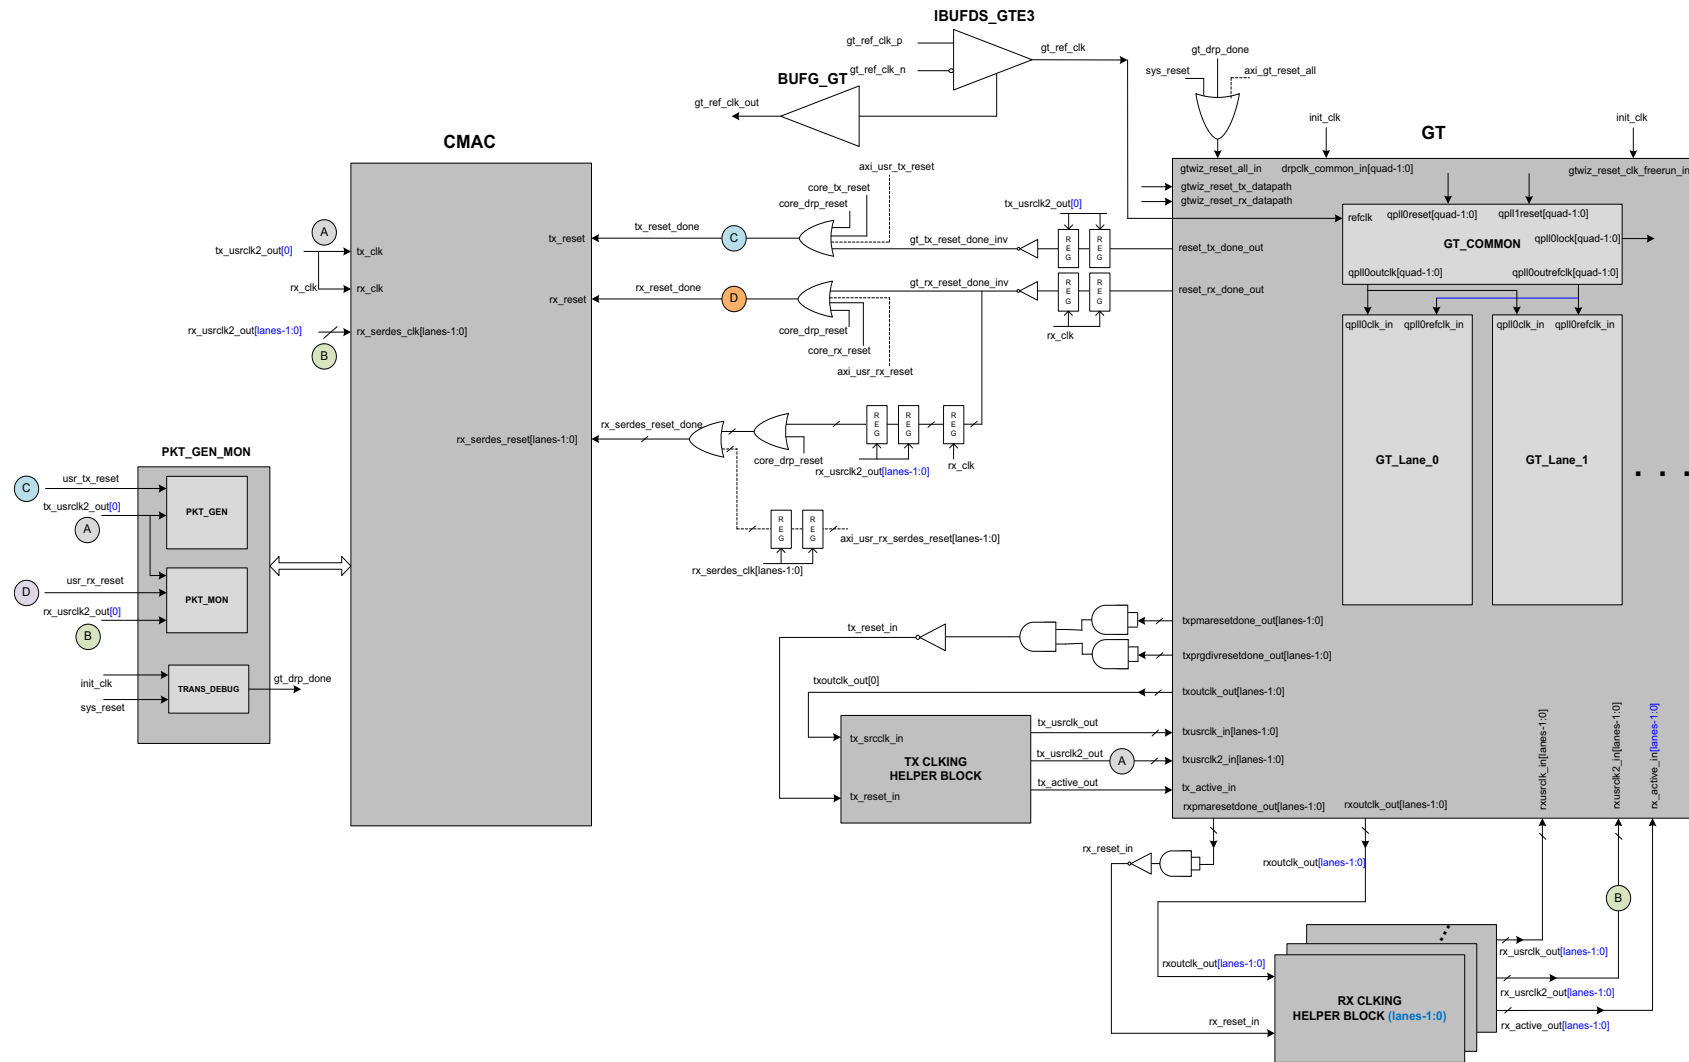 IBUFDS_GTE3
gt_ref_clk_p
gt_ref_clk
gt_ref_clk_n
BUFG_GT
gt_ref_clk_out
gt_drp_done
sys_reset
axi_gt_reset_all
init_clk
init_clk
GT
CMAC
gtwiz_reset_all_in
drpclk_common_in[quad-1:0]
gtwiz_reset_clk_freerun_in
gtwiz_reset_tx_datapath
gtwiz_reset_rx_datapath
refclk
qpll0reset[quad-1:0]
qpll1reset[quad-1:0]
GT_COMMON
qpll0lock[quad-1:0]
qpll0outclk[quad-1:0]
qpll0outrefclk[quad-1:0]
qpll0clk_in
qpll0refclk_in
qpll0clk_in
qpll0refclk_in
GT_Lane_0
GT_Lane_1
. . .
axi_usr_tx_reset
core_tx_reset
core_drp_reset
tx_usrclk2_out[0]
tx_reset
tx_reset_done
C
gt_tx_reset_done_inv
REG
REG
reset_tx_done_out
A
tx_usrclk2_out[0]
tx_clk
rx_clk
rx_clk
rx_reset
rx_reset_done
D
gt_rx_reset_done_inv
REG
REG
reset_rx_done_out
rx_clk
core_drp_reset
core_rx_reset
axi_usr_rx_reset
rx_usrclk2_out[lanes-1:0]
rx_serdes_clk[lanes-1:0]
B
rx_serdes_reset[lanes-1:0]
rx_serdes_reset_done
core_drp_reset
REG
REG
REG
rx_usrclk2_out[lanes-1:0]
rx_clk
REG
REG
axi_usr_rx_serdes_reset[lanes-1:0]
rx_serdes_clk[lanes-1:0]
PKT_GEN_MON
C
usr_tx_reset
tx_usrclk2_out[0]
A
PKT_GEN
D
usr_rx_reset
rx_usrclk2_out[0]
B
PKT_MON
init_clk
sys_reset
TRANS_DEBUG
gt_drp_done
tx_reset_in
txpmaresetdone_out[lanes-1:0]
txprgdivresetdone_out[lanes-1:0]
txoutclk_out[0]
txoutclk_out[lanes-1:0]
tx_srcclk_in
TX CLKING
HELPER BLOCK
tx_reset_in
tx_usrclk_out
txusrclk_in[lanes-1:0]
tx_usrclk2_out
A
txusrclk2_in[lanes-1:0]
tx_active_out
tx_active_in
rxpmaresetdone_out[lanes-1:0]
rxoutclk_out[lanes-1:0]
rxusrclk_in[lanes-1:0]
rxusrclk2_in[lanes-1:0]
rx_active_in[lanes-1:0]
rx_reset_in
rxoutclk_out[lanes-1:0]
B
rxoutclk_out[lanes-1:0]
rx_usrclk_out[lanes-1:0]
rx_usrclk2_out[lanes-1:0]
RX CLKING
HELPER BLOCK (lanes-1:0)
rx_reset_in
rx_active_out[lanes-1:0]